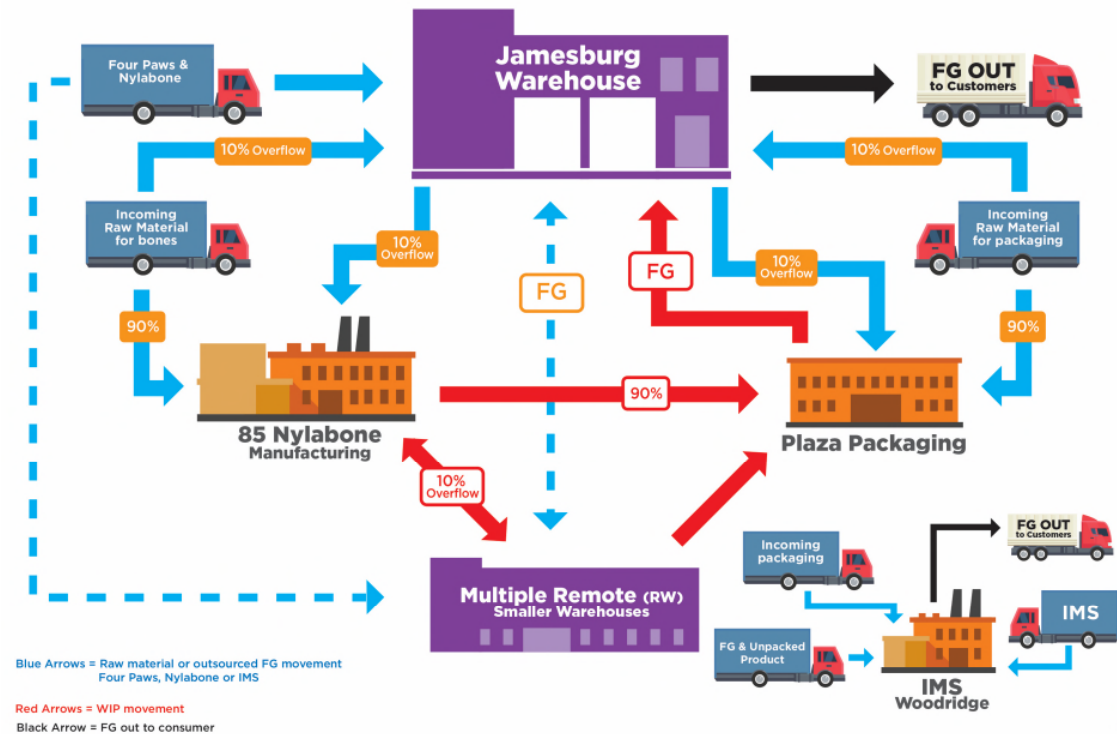 Four Paws &
Nylabone
Jamesburg
Warehouse
FG OUT
to Customers
10% Overflow
10% Overflow
Incoming
Raw Material
for bones
Incoming
Raw Material
for packaging
10%
Overflow
FG
FG
10%
Overflow
90%
90%
90%
85 Nylabone
Manufacturing
Plaza Packaging
10%
Overflow
Multiple Remote (RW)
Smaller Warehouses
Incoming
packaging
FG OUT
to Customers
IMS
FG & Unpacked
Product
IMS
Woodridge
Blue Arrows = Raw material or outsourced FG movement
Four Paws, Nylabone or IMS
Red Arrows = WIP movement
Black Arrow = FG out to consumer